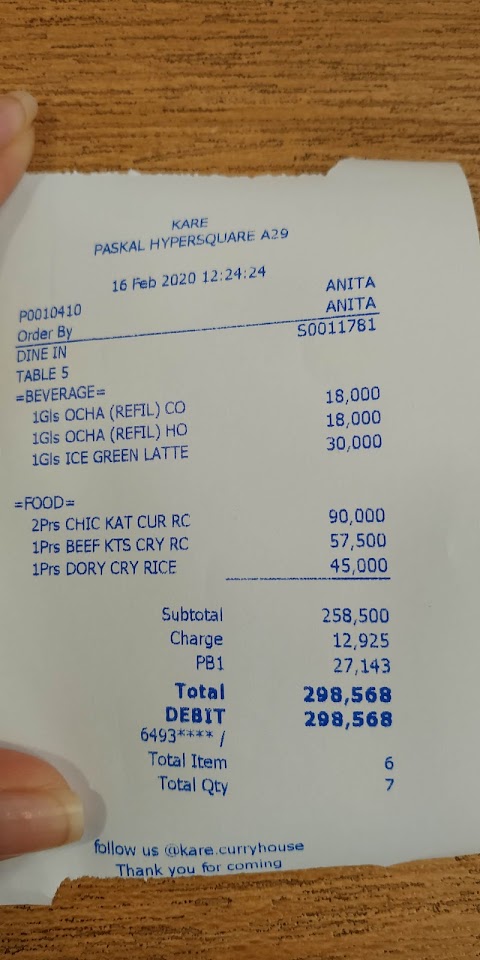 KARE
PASKAL HYPERSQUARE A29
16 Feb 2020 12:24:24
P0010410 ANITA
Order By ANITA
DINE IN S0011781
TABLE 5
=BEVERAGE=
1Gls OCHA (REFIL) CO 18,000
1Gls OCHA (REFIL) HO 18,000
1Gls ICE GREEN LATTE 30,000
=FOOD=
2Prs CHIC KAT CUR RC 90,000
1Prs BEEF KTS CRY RC 57,500
1Prs DORY CRY RICE 45,000
Subtotal 258,500
Charge 12,925
PB1 27,143
Total 298,568
DEBIT 298,568
6493**** /
Total Item 6
Total Qty 7
follow us @kare.curryhouse
Thank you for coming